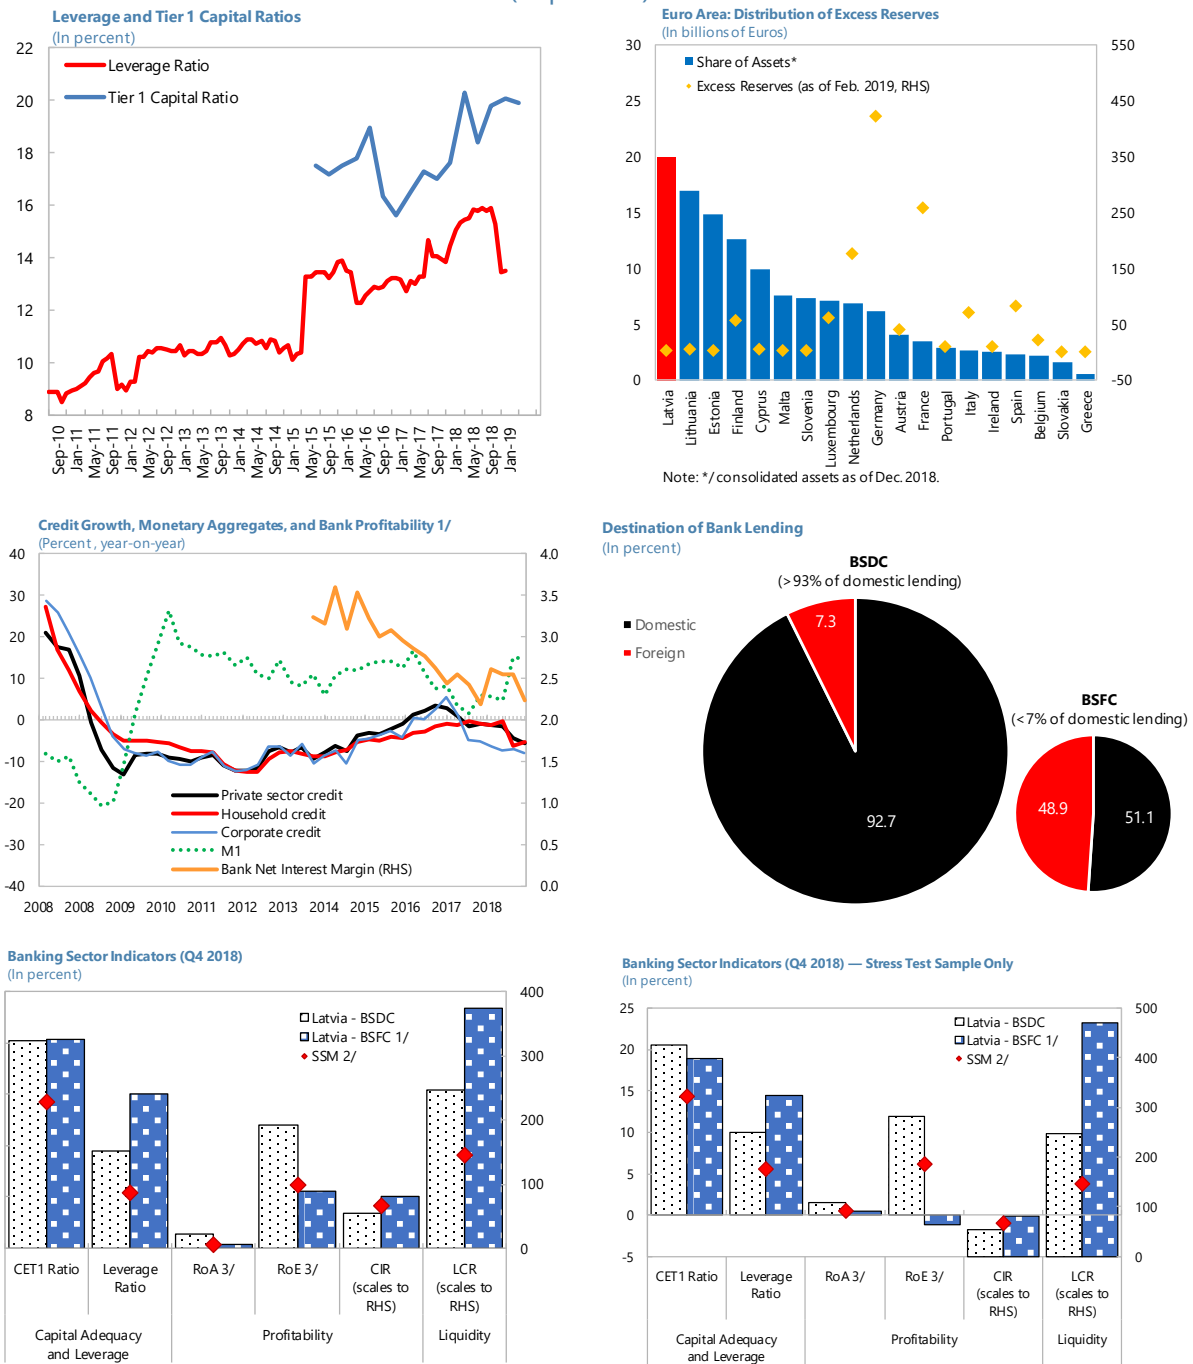 Leverage and Tier 1 Capital Ratios
(In percent)
22
20
18
16
14
12
10
8
Leverage Ratio
Tier 1 Capital Ratio
Sep-10
Jan-11
May-11
Sep-11
Jan-12
May-12
Sep-12
Jan-13
May-13
Sep-13
Jan-14
May-14
Sep-14
Jan-15
May-15
Sep-15
Jan-16
May-16
Sep-16
Jan-17
May-17
Sep-17
Jan-18
May-18
Sep-18
Jan-19
Euro Area: Distribution of Excess Reserves
(In billions of Euros)
30
25
20
15
10
5
0
550
450
350
250
150
50
-50
Share of Assets*
Excess Reserves (as of Feb. 2019, RHS)
Latvia
Lithuania
Estonia
Finland
Cyprus
Malta
Slovenia
Luxembourg
Netherlands
Germany
Austria
France
Portugal
Italy
Ireland
Spain
Belgium
Slovakia
Greece
Note: */ consolidated assets as of Dec. 2018.
Credit Growth, Monetary Aggregates, and Bank Profitability 1/
(Percent, year-on-year)
40
30
20
10
0
-10
-20
-30
-40
4.0
3.5
3.0
2.5
2.0
1.5
1.0
0.5
0.0
Private sector credit
Household credit
Corporate credit
M1
Bank Net Interest Margin (RHS)
2008 2008 2009 2010 2011 2012 2013 2014 2015 2016 2017 2018
Destination of Bank Lending
(In percent)
BSDC
(>93% of domestic lending)
Domestic
Foreign
7.3
92.7
BSFC
(<7% of domestic lending)
48.9
51.1
Banking Sector Indicators (Q4 2018)
(In percent)
400
300
200
100
0
Latvia - BSDC
Latvia - BSFC 1/
SSM 2/
CET1 Ratio
Leverage
Ratio
RoA 3/
RoE 3/
CIR
(scales to
RHS)
LCR
(scales to
RHS)
Capital Adequacy
and Leverage
Profitability
Liquidity
Banking Sector Indicators (Q4 2018) — Stress Test Sample Only
(In percent)
25
20
15
10
5
0
-5
500
400
300
200
100
0
Latvia - BSDC
Latvia - BSFC 1/
SSM 2/
CET1 Ratio
Leverage
Ratio
RoA 3/
RoE 3/
CIR
(scales to
RHS)
LCR
(scales to
RHS)
Capital Adequacy
and Leverage
Profitability
Liquidity